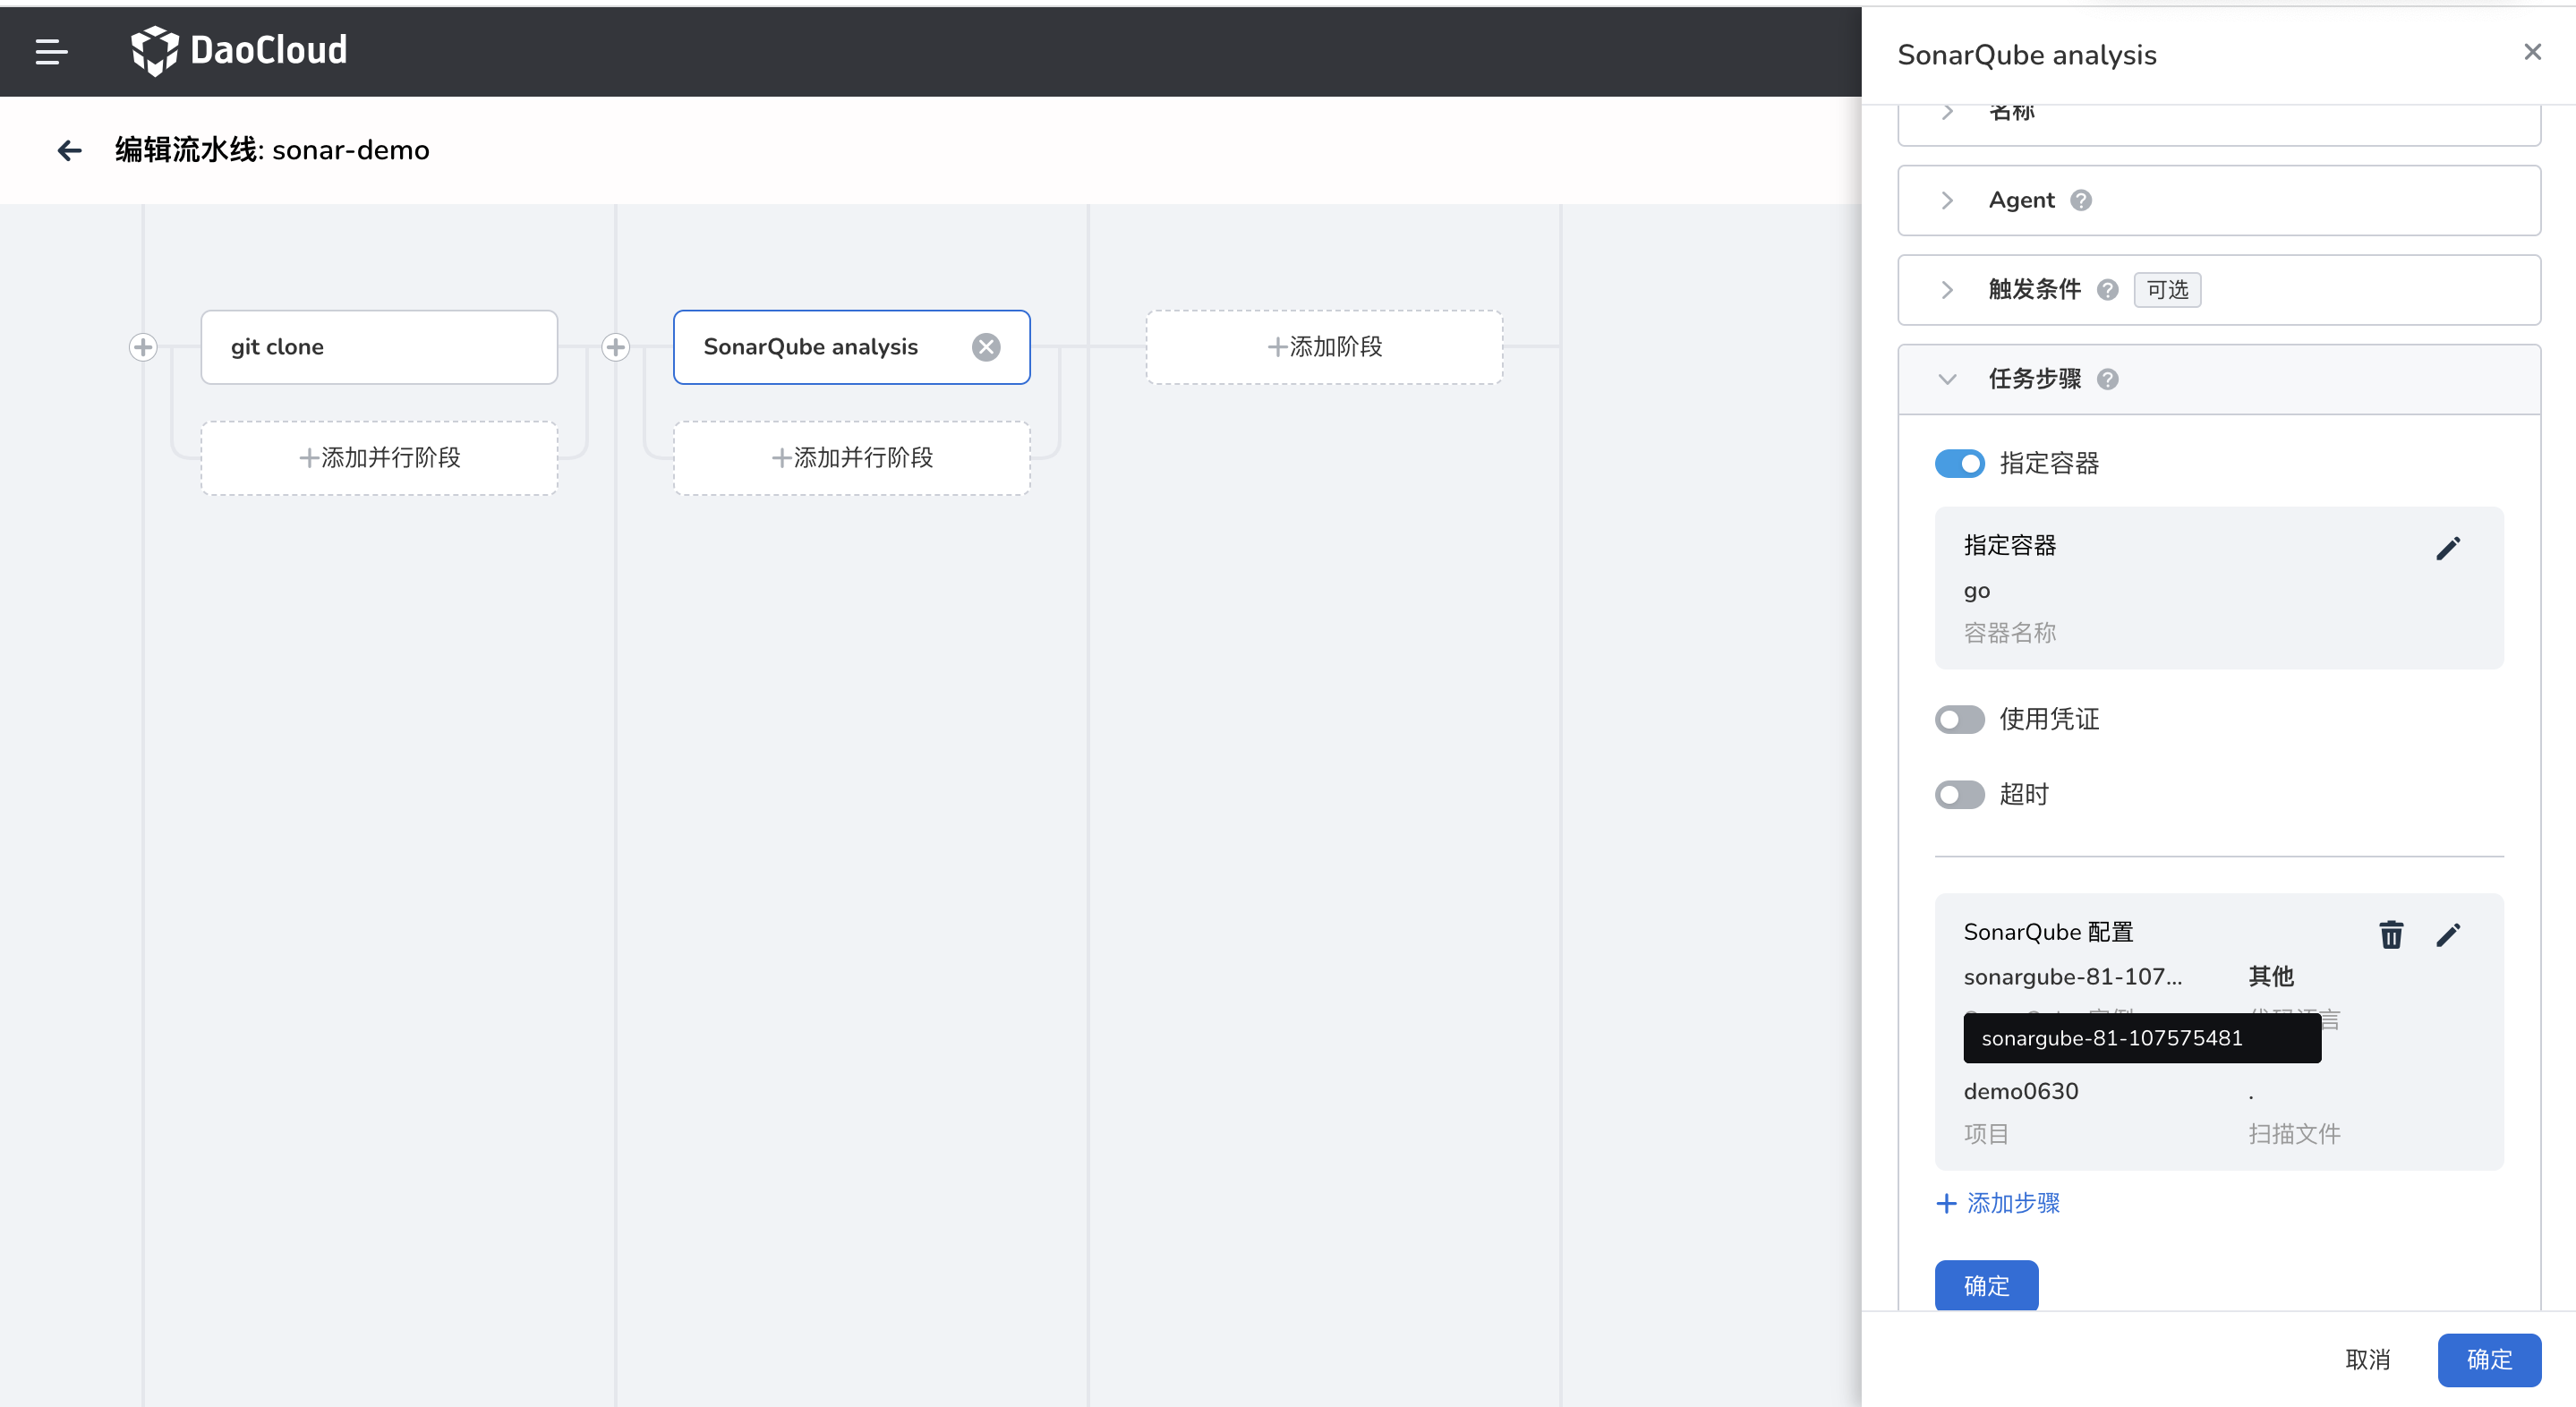 DaoCloud
编辑流水线: sonar-demo
git clone
SonarQube analysis
+添加阶段
+添加并行阶段
+添加并行阶段
SonarQube analysis
名称
Agent
触发条件 可选
任务步骤
指定容器
指定容器
go
容器名称
使用凭证
超时
SonarQube 配置
sonargube-81-107... 其他
sonargube-81-107575481
demo0630 .
项目 扫描文件
+ 添加步骤
确定
取消 确定